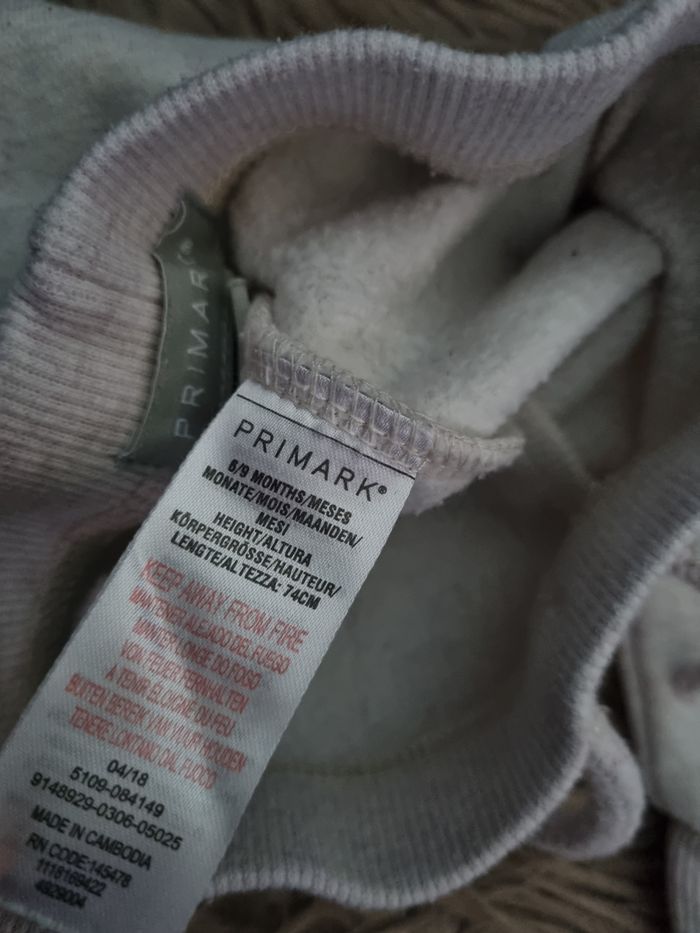 PRIMARK®
PRIMARK®
6/9 MONTHS/MESES
MONATE/MOIS/MAANDEN/
MESI
HEIGHT/ALTURA
KÖRPERGRÖSSE/HAUTEUR/
LENGTE/ALTEZZA: 74CM
KEEP AWAY FROM FIRE
MANTENER ALEJADO DEL FUEGO
MANTER LONGE DO FOGO
VON FEUER FERNHALTEN
A TENIR ELOIGNE DU FEU
BUITEN BEREIK VAN VUUR HOUDEN
TENERE LONTANO DAL FUOCO
04/18
5109-084149
9148929-0306-05025
MADE IN CAMBODIA
RN CODE:145478
1118169422
4929004